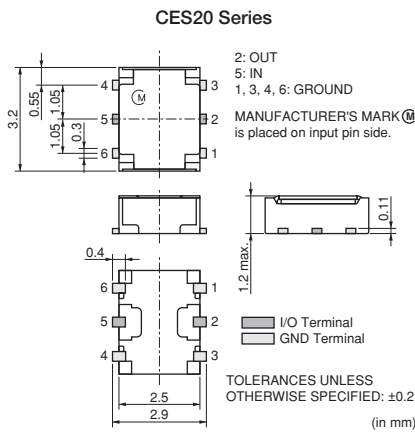 CES20 Series
2: OUT
5: IN
1, 3, 4, 6: GROUND
MANUFACTURER'S MARK Ⓜ
is placed on input pin side.
4
3
Ⓜ
5
2
6
1
3.2
0.55
1.05
1.05
0.3
1.2 max.
0.11
0.4
6
1
5
2
4
3
I/O Terminal
GND Terminal
2.5
2.9
TOLERANCES UNLESS
OTHERWISE SPECIFIED: ±0.2
(in mm)